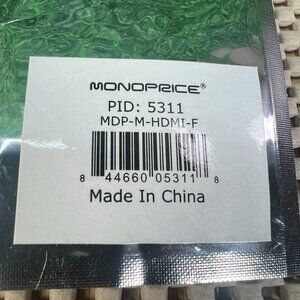 MONOPRICE®
PID: 5311
MDP-M-HDMI-F
8 44660 05311 8
Made In China